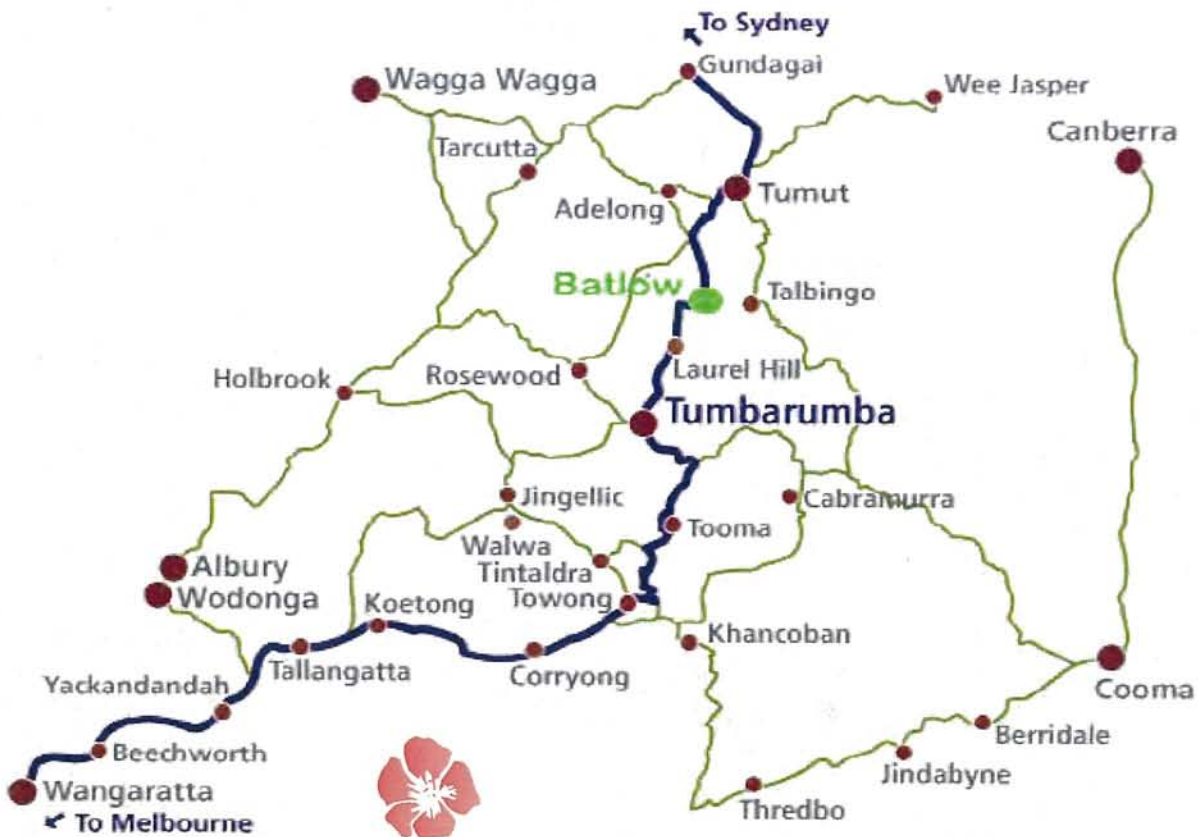 To Sydney
Gundagai
Wagga Wagga
Wee Jasper
Canberra
Tarcutta
Tumut
Adelong
Batlow
Talbingo
Holbrook
Rosewood
Laurel Hill
Tumbarumba
Jingellic
Cabramurra
Tooma
Walwa
Albury
Tintaldra
Wodonga
Koetong
Towong
Khancoban
Tallangatta
Corryong
Yackandandah
Cooma
Berridale
Beechworth
Jindabyne
Wangaratta
Thredbo
To Melbourne